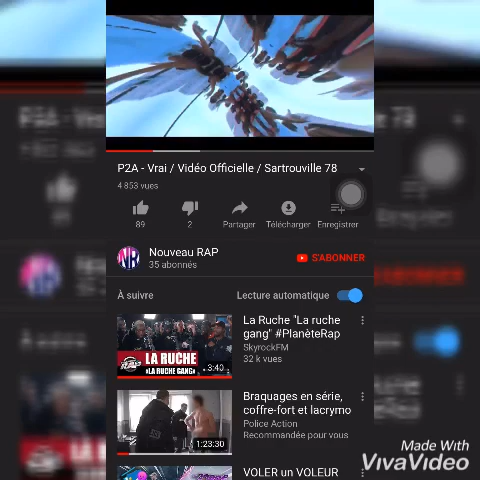 P2A - Vrai / Vidéo Officielle / Sartrouville 78
4 853 vues
89
2
Partager
Télécharger
Enregistrer
NR
Nouveau RAP
35 abonnés
S'ABONNER
À suivre
Lecture automatique
La Ruche "La ruche
gang" #PlanèteRap
SkyrockFM
32 k vues
LA RUCHE
«LA RUCHE GANG»
3:40
Braquages en série,
coffre-fort et lacrymo
Police Action
Recommandée pour vous
1:23:30
VOLER un VOLEUR
Made With
VivaVideo